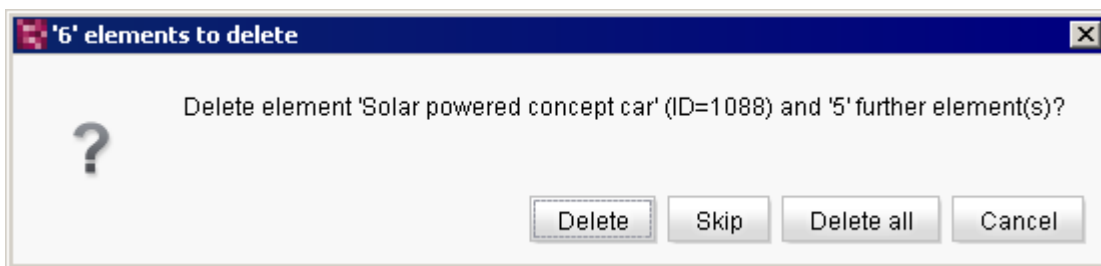 '6' elements to delete
Delete element 'Solar powered concept car' (ID=1088) and '5' further element(s)?
Delete Skip Delete all Cancel